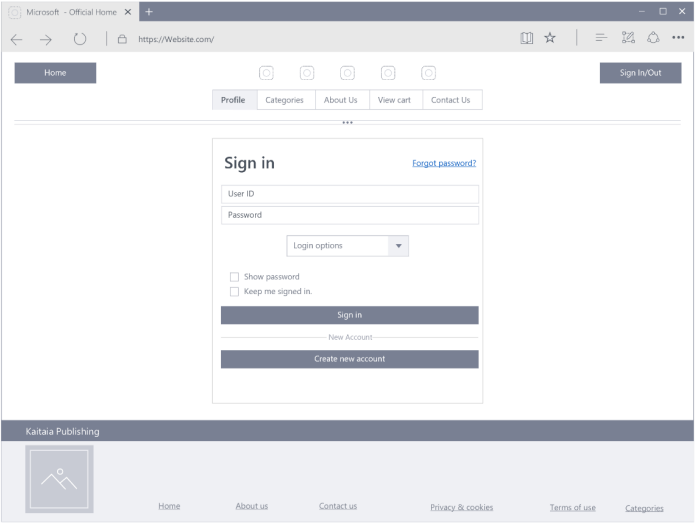 Microsoft - Official Home
https://Website.com/
Home
Sign In/Out
Profile Categories About Us View cart Contact Us
Sign in
Forgot password?
User ID
Password
Login options
Show password
Keep me signed in.
Sign in
New Account
Create new account
Kaitaia Publishing
Home About us Contact us Privacy & cookies Terms of use Categories